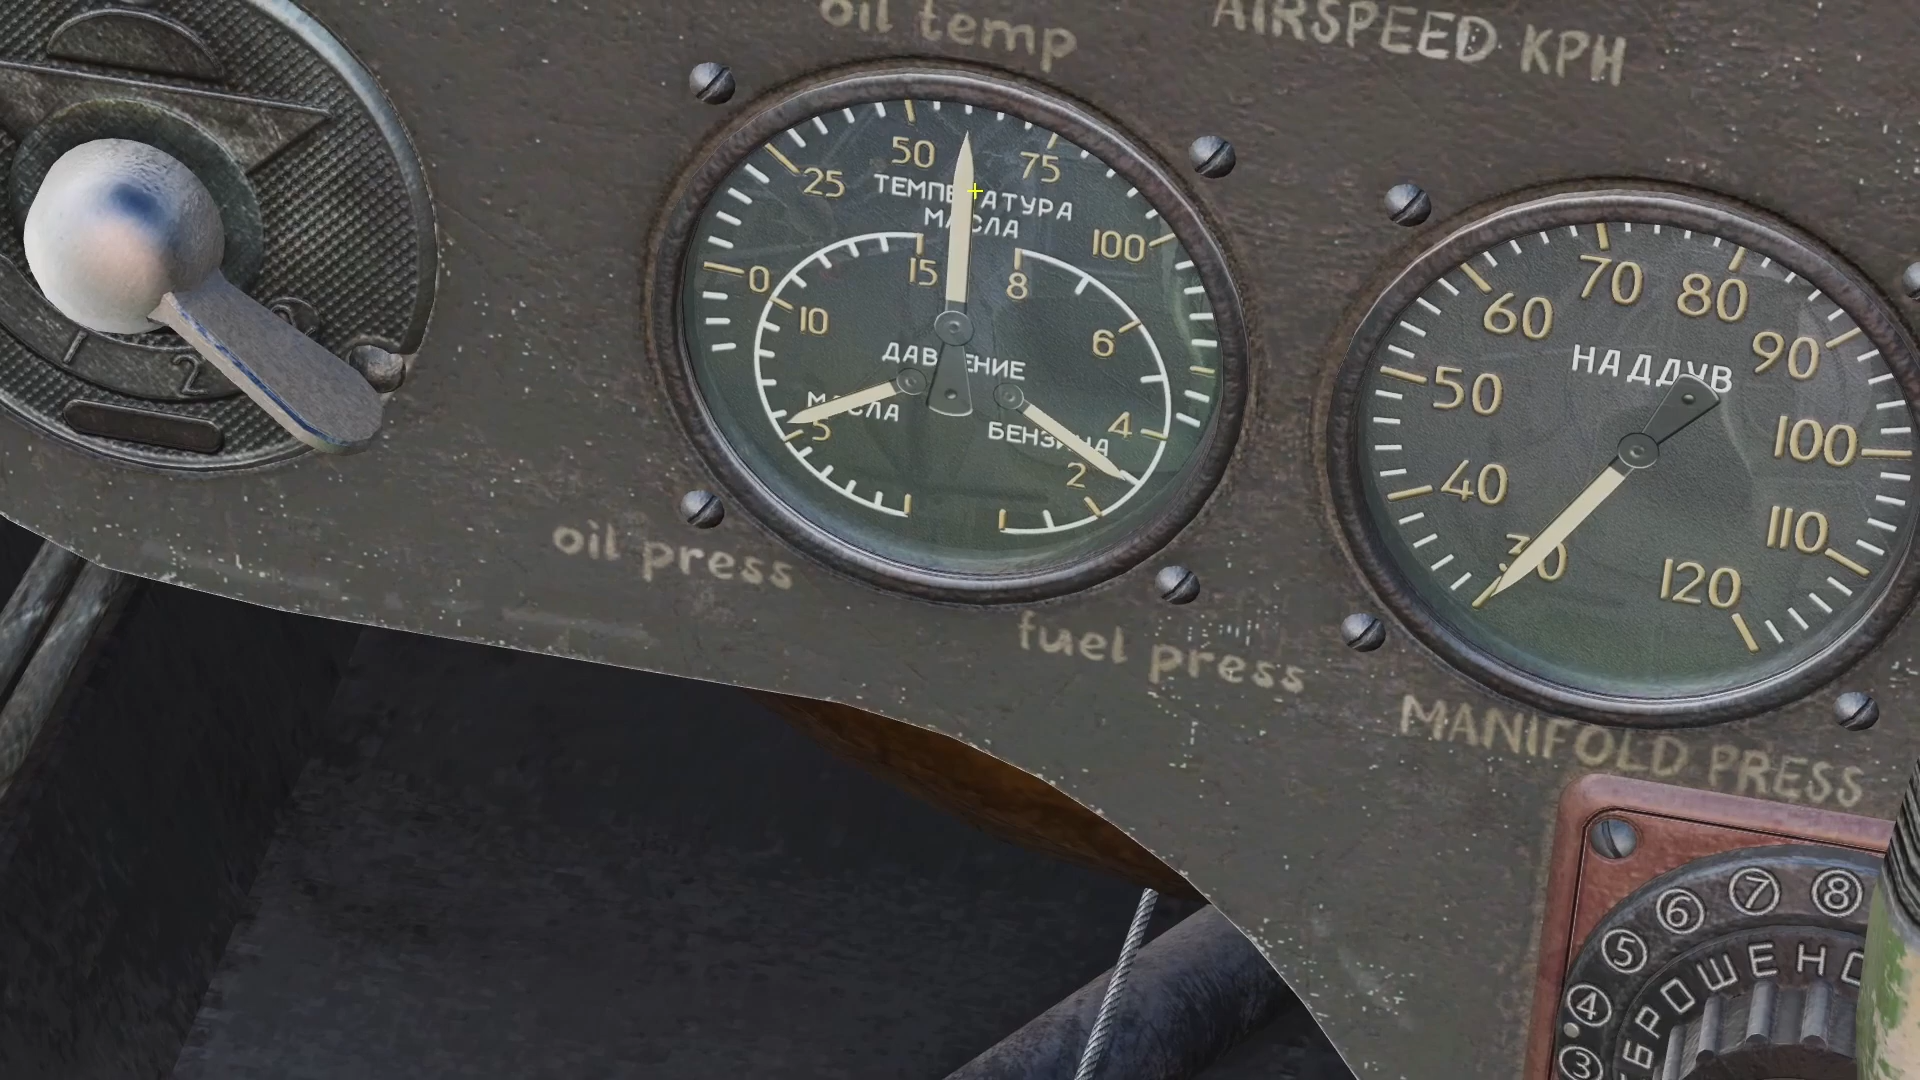 oil temp
AIRSPEED KPH
50
75
25
ТЕМПЕРАТУРА
МАСЛА
100
0
15
8
10
6
ДАВЛЕНИЕ
МАСЛА
5
4
БЕНЗИНА
2
oil press
fuel press
70
80
60
90
НАДДУВ
50
100
40
110
30
120
MANIFOLD PRESS
1
2
8
7
6
5
4
3